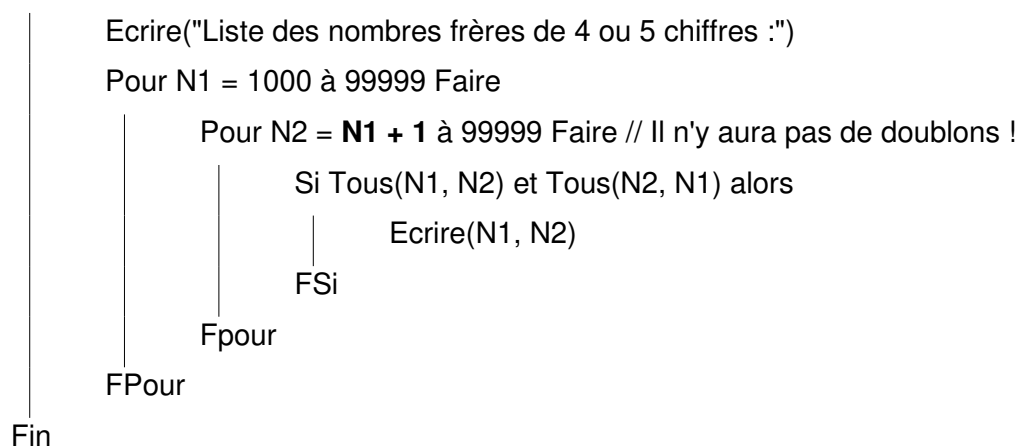 Ecrire("Liste des nombres frères de 4 ou 5 chiffres :")
Pour N1 = 1000 à 99999 Faire
Pour N2 = N1 + 1 à 99999 Faire // Il n'y aura pas de doublons !
Si Tous(N1, N2) et Tous(N2, N1) alors
Ecrire(N1, N2)
FSi
Fpour
FPour
Fin